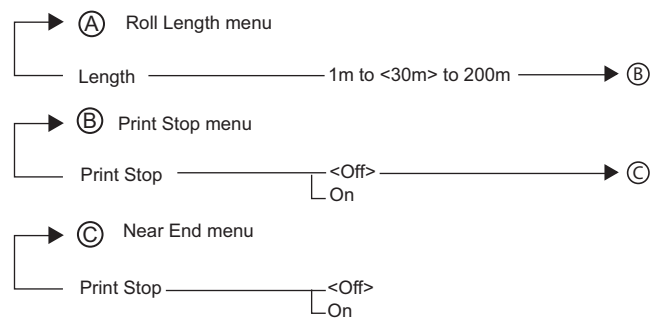 Ⓐ Roll Length menu
Length 1m to <30m> to 200m Ⓑ
Ⓑ Print Stop menu
Print Stop <Off> Ⓒ
On
Ⓒ Near End menu
Print Stop <Off>
On